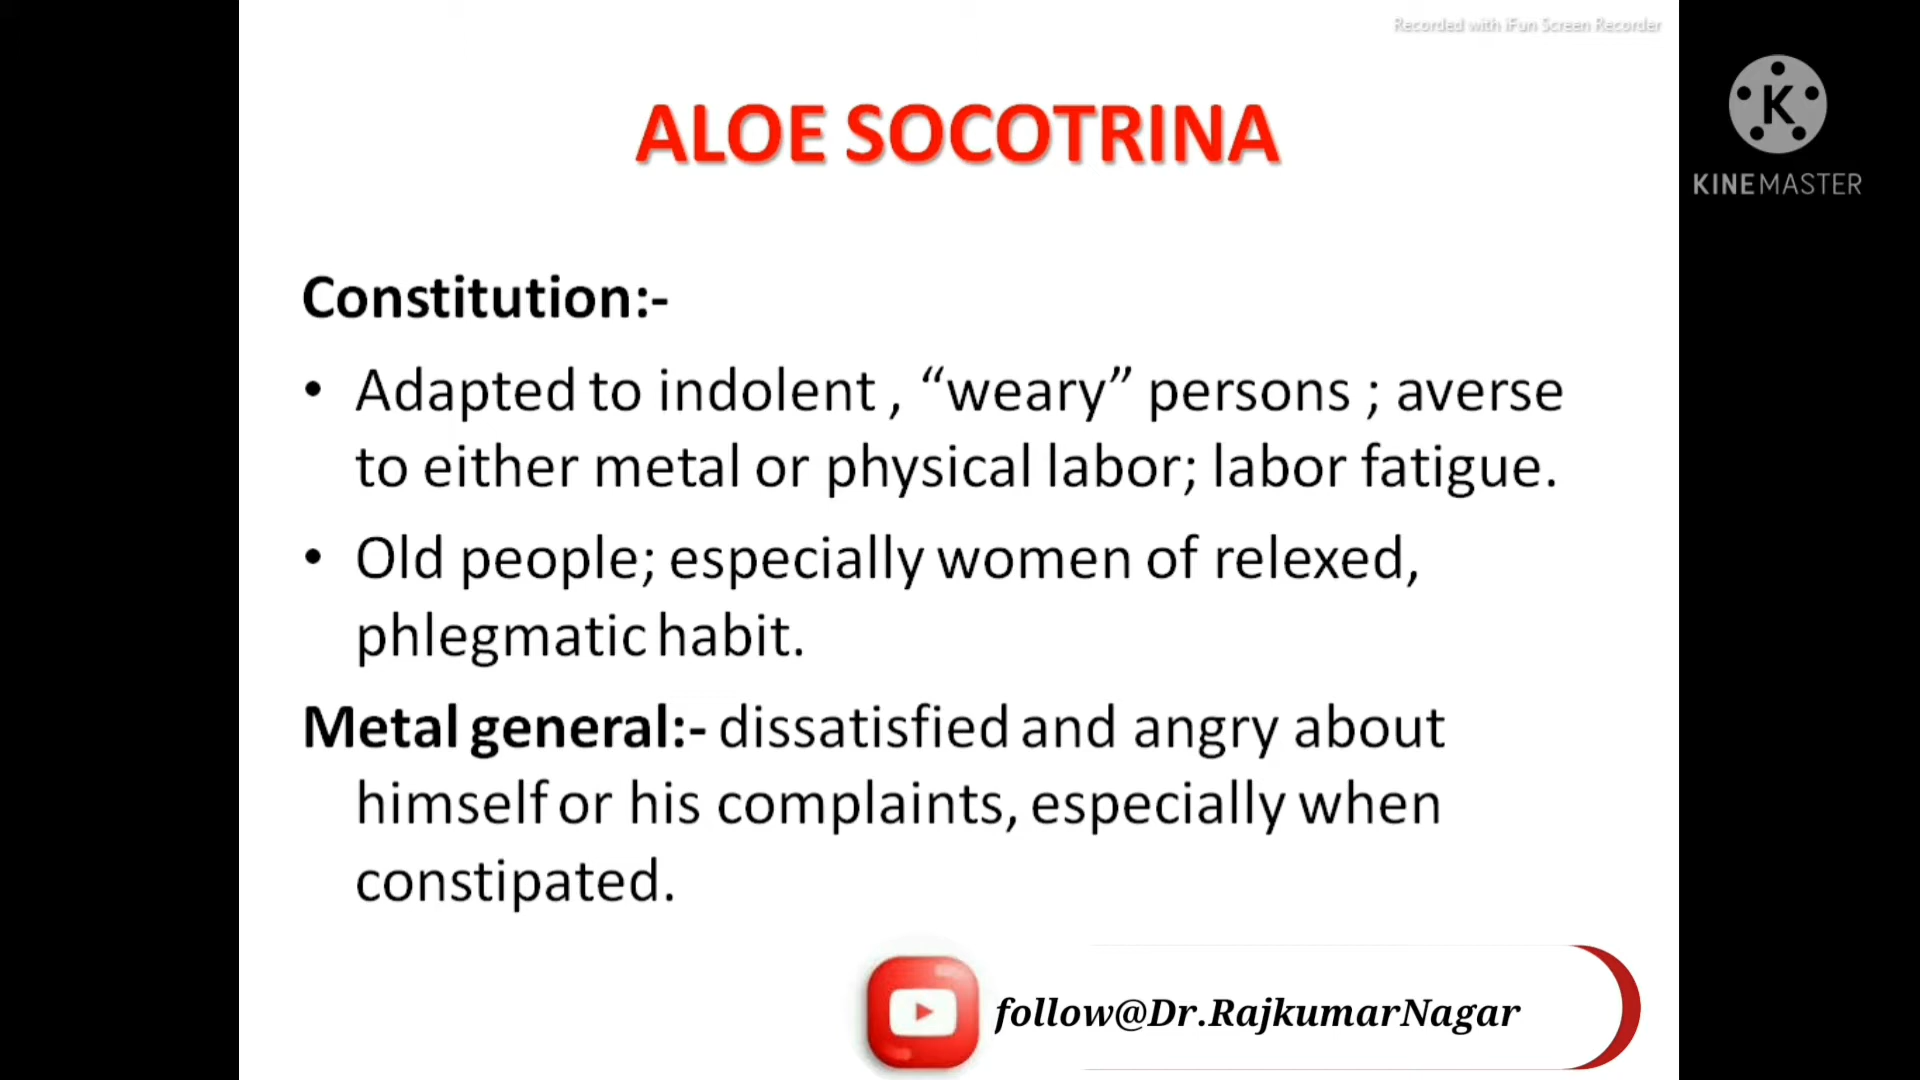 Recorded with iFun Screen Recorder
K
KINEMASTER
ALOE SOCOTRINA
Constitution:-
• Adapted to indolent , “weary” persons ; averse
to either metal or physical labor; labor fatigue.
• Old people; especially women of relexed,
phlegmatic habit.
Metal general:- dissatisfied and angry about
himself or his complaints, especially when
constipated.
follow@Dr.RajkumarNagar